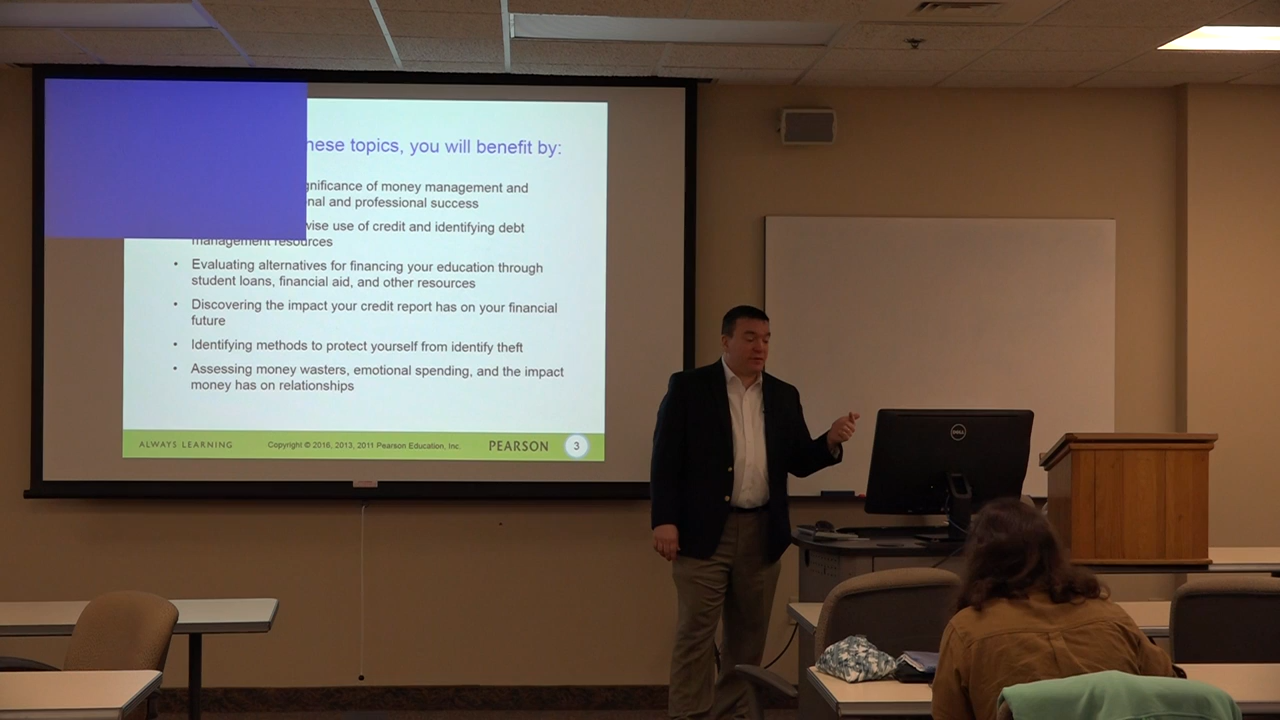 hese topics, you will benefit by:
gnificance of money management and
nal and professional success
wise use of credit and identifying debt
management resources
• Evaluating alternatives for financing your education through
student loans, financial aid, and other resources
• Discovering the impact your credit report has on your financial
future
• Identifying methods to protect yourself from identify theft
• Assessing money wasters, emotional spending, and the impact
money has on relationships
ALWAYS LEARNING Copyright © 2016, 2013, 2011 Pearson Education, Inc. PEARSON 3
DELL